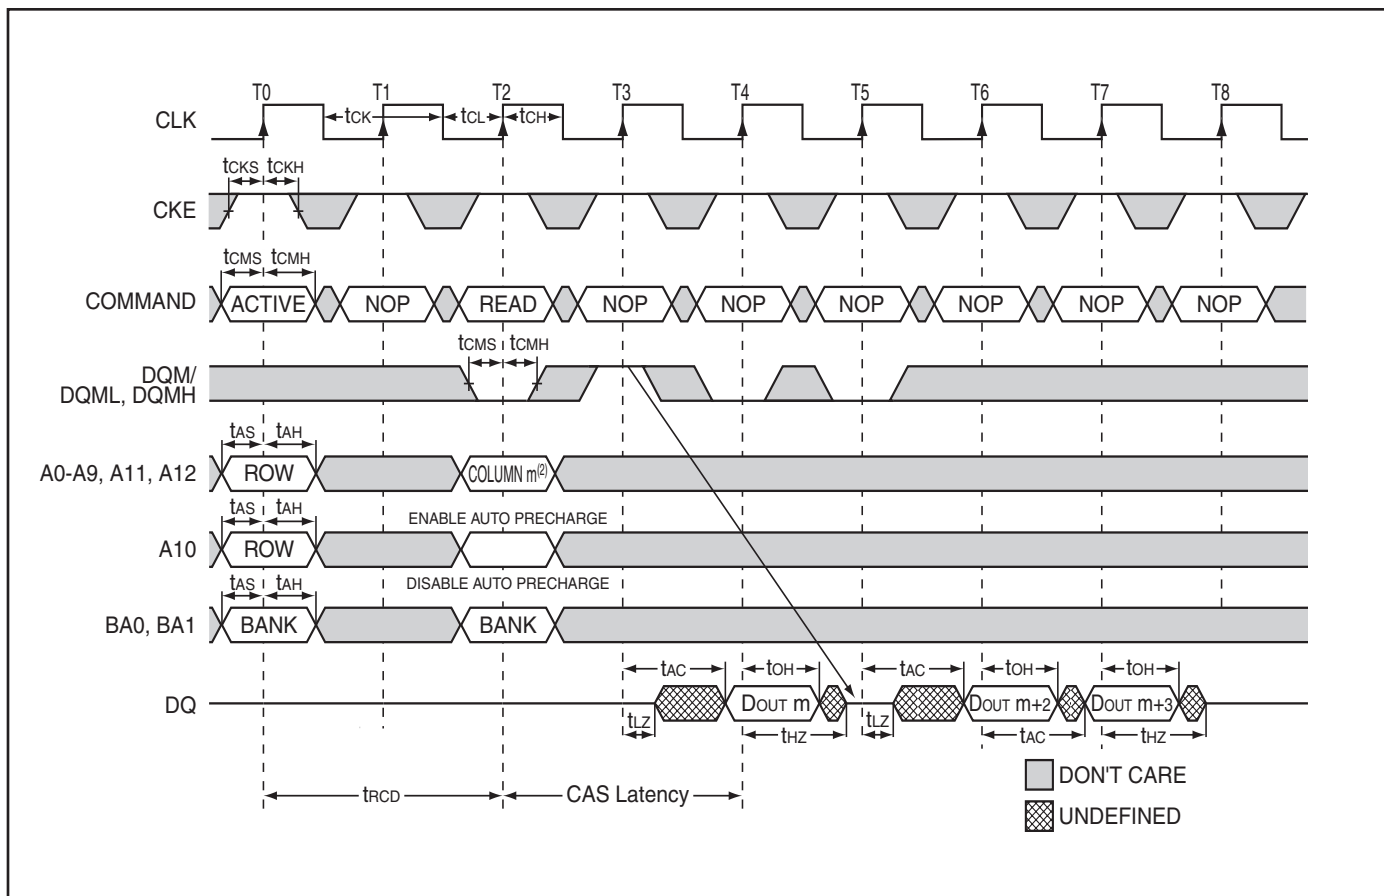 T0 T1 T2 T3 T4 T5 T6 T7 T8
CLK tCK tCL tCH
tCKS tCKH
CKE
tCMS tCMH
COMMAND ACTIVE NOP READ NOP NOP NOP NOP NOP NOP
tCMS tCMH
DQM/
DQML, DQMH
tAS tAH
A0-A9, A11, A12 ROW COLUMN m(2)
tAS tAH ENABLE AUTO PRECHARGE
A10 ROW
tAS tAH DISABLE AUTO PRECHARGE
BA0, BA1 BANK BANK
tAC tOH tAC tOH tOH
DQ DOUT m DOUT m+2 DOUT m+3
tLZ tHZ tLZ tAC tHZ
DON'T CARE
tRCD CAS Latency
UNDEFINED